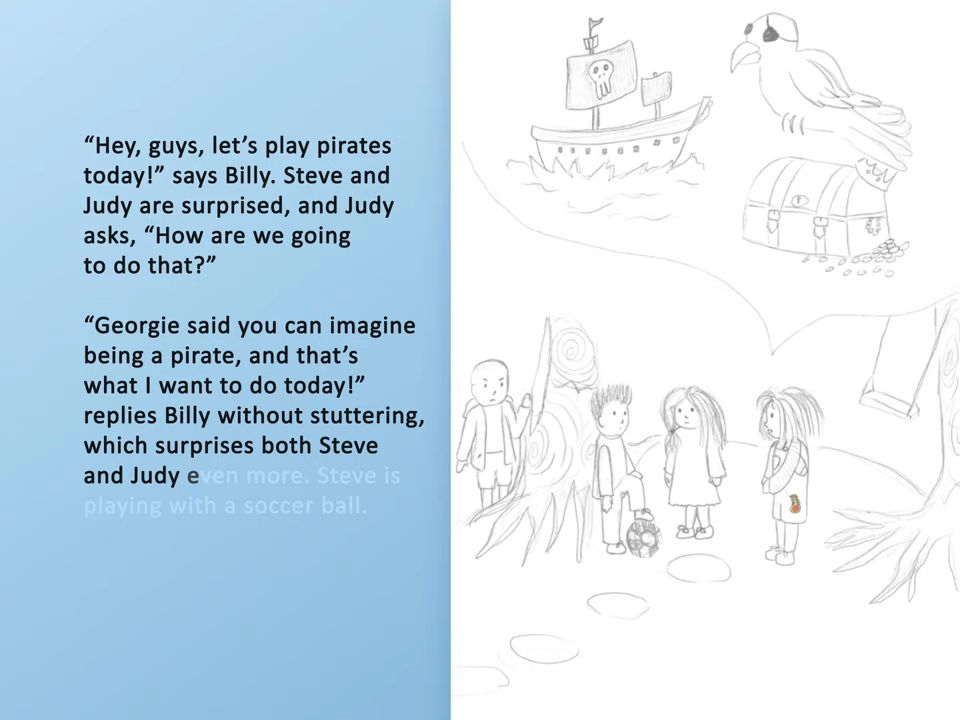 “Hey, guys, let’s play pirates
today!” says Billy. Steve and
Judy are surprised, and Judy
asks, “How are we going
to do that?”
“Georgie said you can imagine
being a pirate, and that’s
what I want to do today!”
replies Billy without stuttering,
which surprises both Steve
and Judy even more. Steve is
playing with a soccer ball.